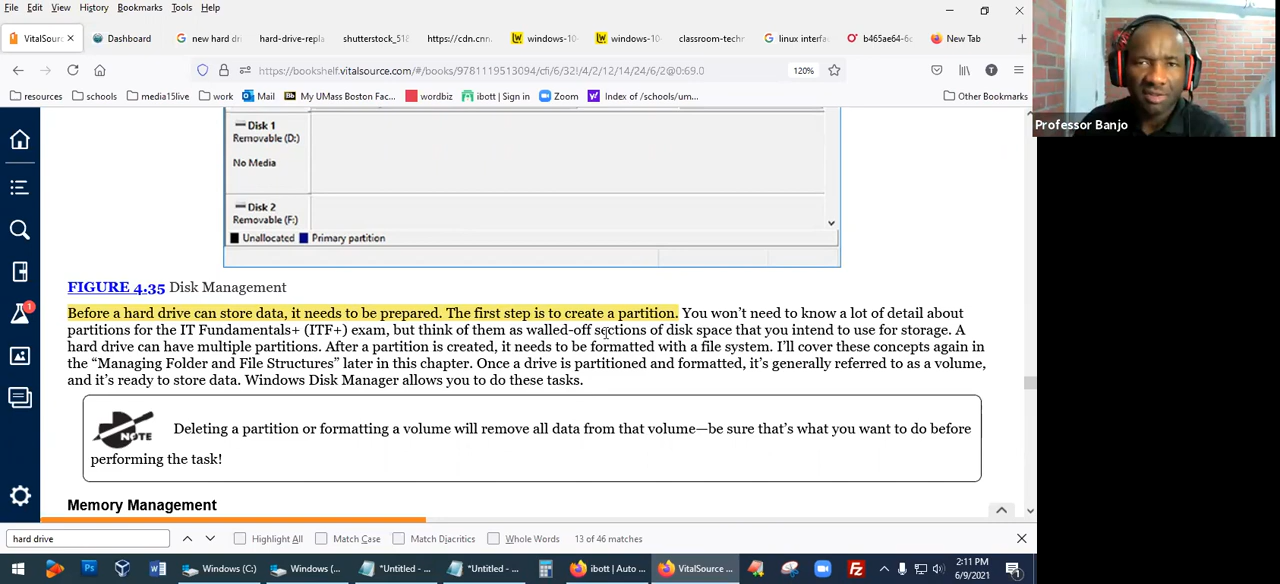 File Edit View History Bookmarks Tools Help
VitalSourc Dashboard new hard dri hard-drive-repla shutterstock_518 https://cdn.cnn. windows-10 windows-10 classroom-techn linux interfac b465ae64-6c New Tab
https://bookshelf.vitalsource.com/#/books/9781119513094/cfi/6/32!/4/2/12/14/24/6/2@0:69.0 120%
resources schools media15live work Mail My UMass Boston Fac... wordbiz ibott | Sign in Zoom Index of /schools/um... Other Bookmarks
Professor Banjo
Disk 1
Removable (D:)
No Media
Disk 2
Removable (F:)
Unallocated Primary partition
FIGURE 4.35 Disk Management
Before a hard drive can store data, it needs to be prepared. The first step is to create a partition. You won't need to know a lot of detail about
partitions for the IT Fundamentals+ (ITF+) exam, but think of them as walled-off sections of disk space that you intend to use for storage. A
hard drive can have multiple partitions. After a partition is created, it needs to be formatted with a file system. I'll cover these concepts again in
the "Managing Folder and File Structures" later in this chapter. Once a drive is partitioned and formatted, it's generally referred to as a volume,
and it's ready to store data. Windows Disk Manager allows you to do these tasks.
NOTE
Deleting a partition or formatting a volume will remove all data from that volume—be sure that's what you want to do before
performing the task!
Memory Management
hard drive Highlight All Match Case Match Diacritics Whole Words 13 of 46 matches
Windows (C:) Windows (... *Untitled - ... *Untitled - ... ibott | Auto ... VitalSource ... 2:11 PM
6/9/2021